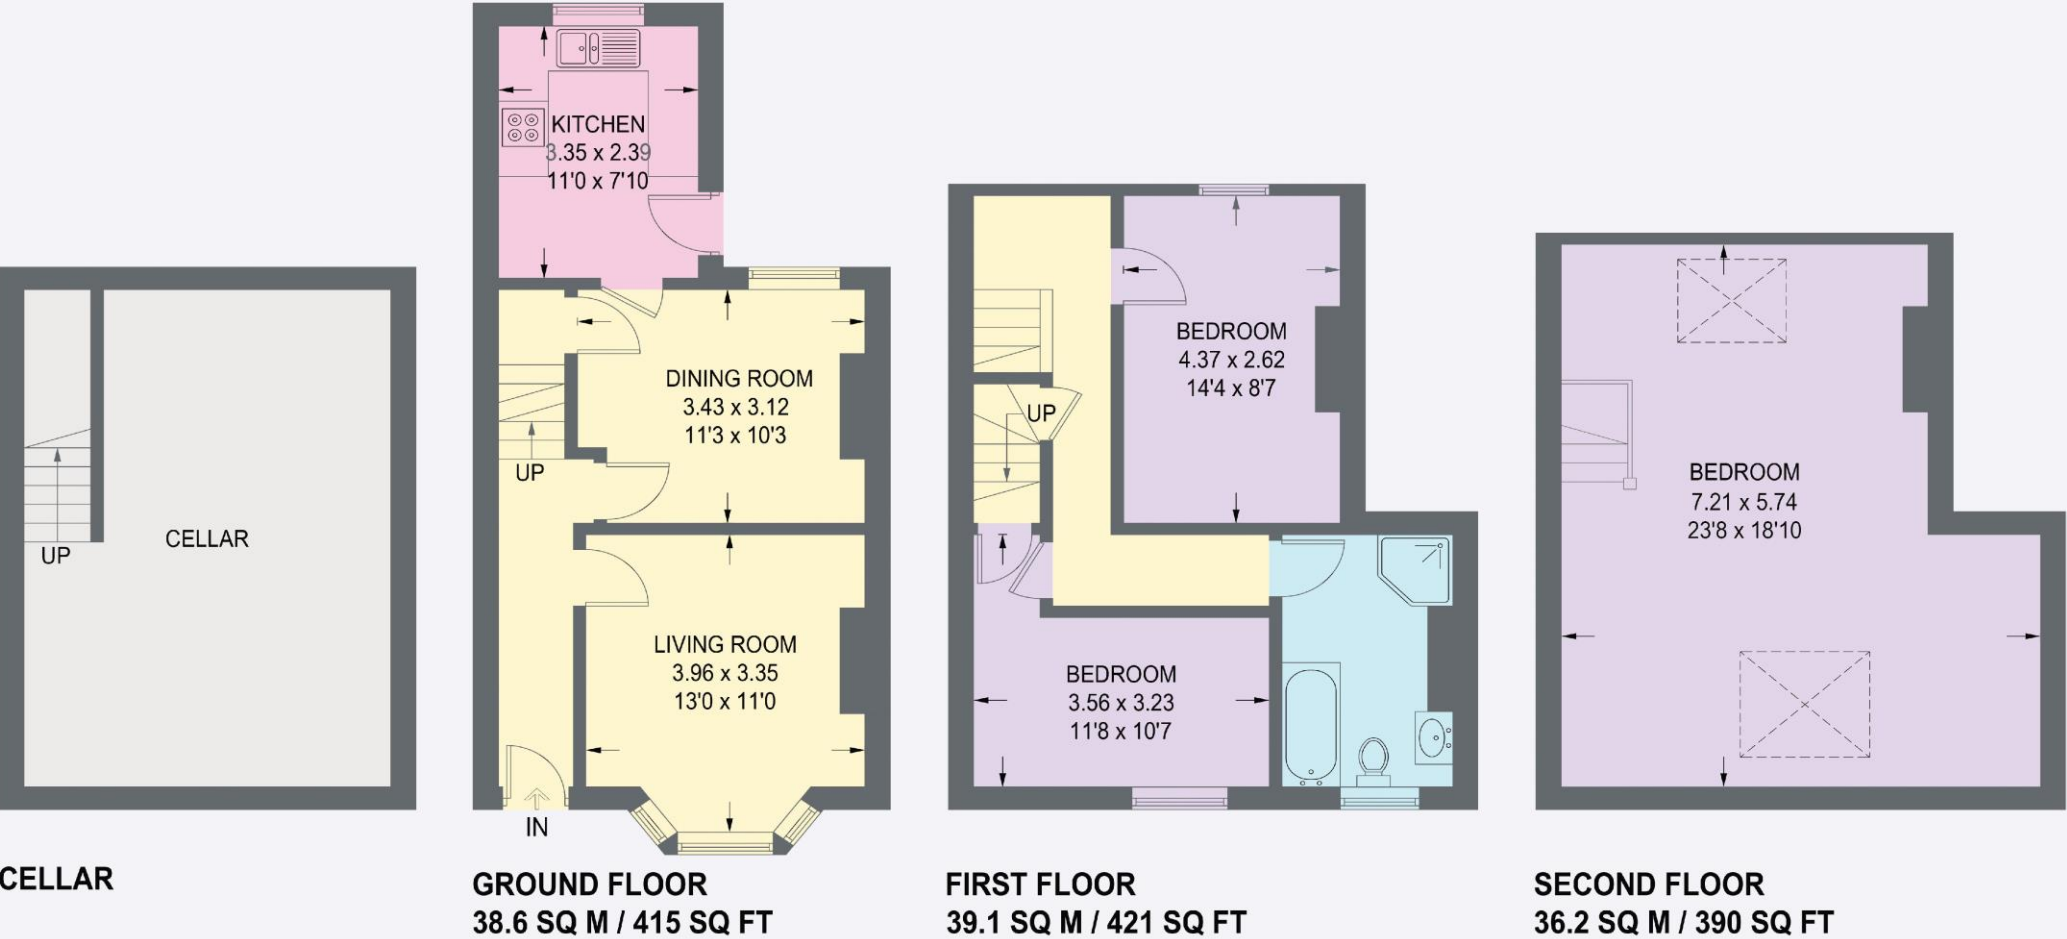 CELLAR
UP
CELLAR
KITCHEN
3.35 x 2.39
11'0 x 7'10
DINING ROOM
3.43 x 3.12
11'3 x 10'3
UP
LIVING ROOM
3.96 x 3.35
13'0 x 11'0
IN
GROUND FLOOR
38.6 SQ M / 415 SQ FT
BEDROOM
4.37 x 2.62
14'4 x 8'7
UP
BEDROOM
3.56 x 3.23
11'8 x 10'7
FIRST FLOOR
39.1 SQ M / 421 SQ FT
BEDROOM
7.21 x 5.74
23'8 x 18'10
SECOND FLOOR
36.2 SQ M / 390 SQ FT